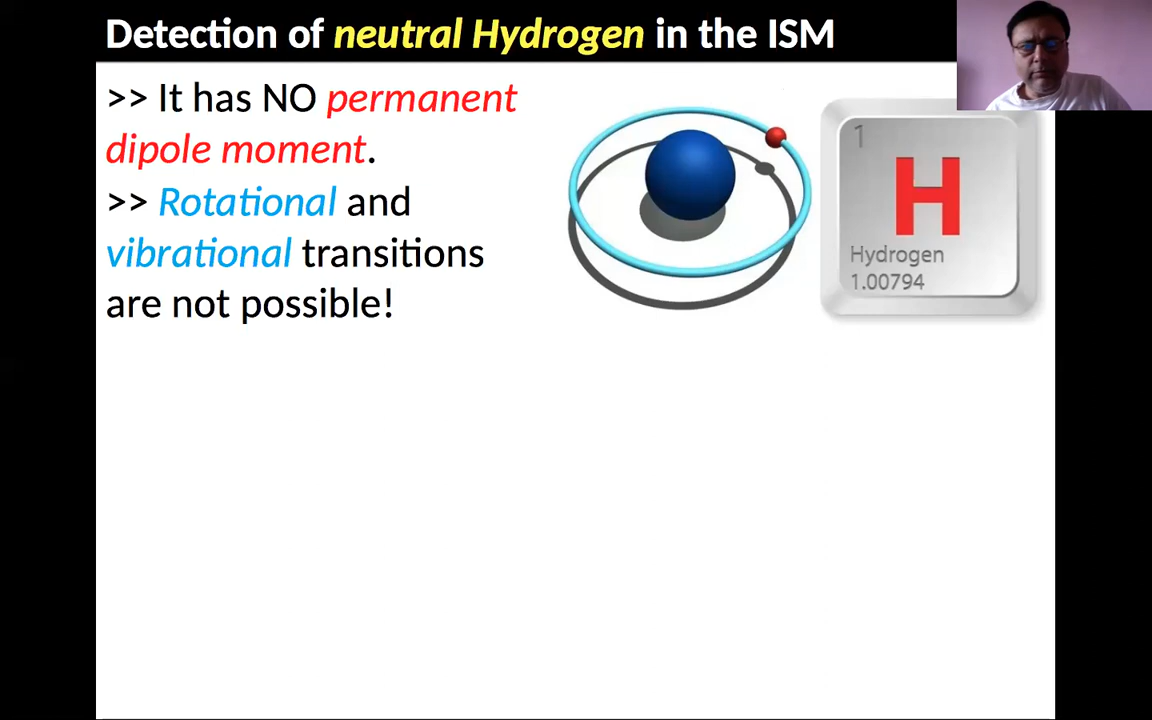 Detection of neutral Hydrogen in the ISM
>> It has NO permanent
dipole moment.
>> Rotational and
vibrational transitions
are not possible!
1
H
Hydrogen
1.00794